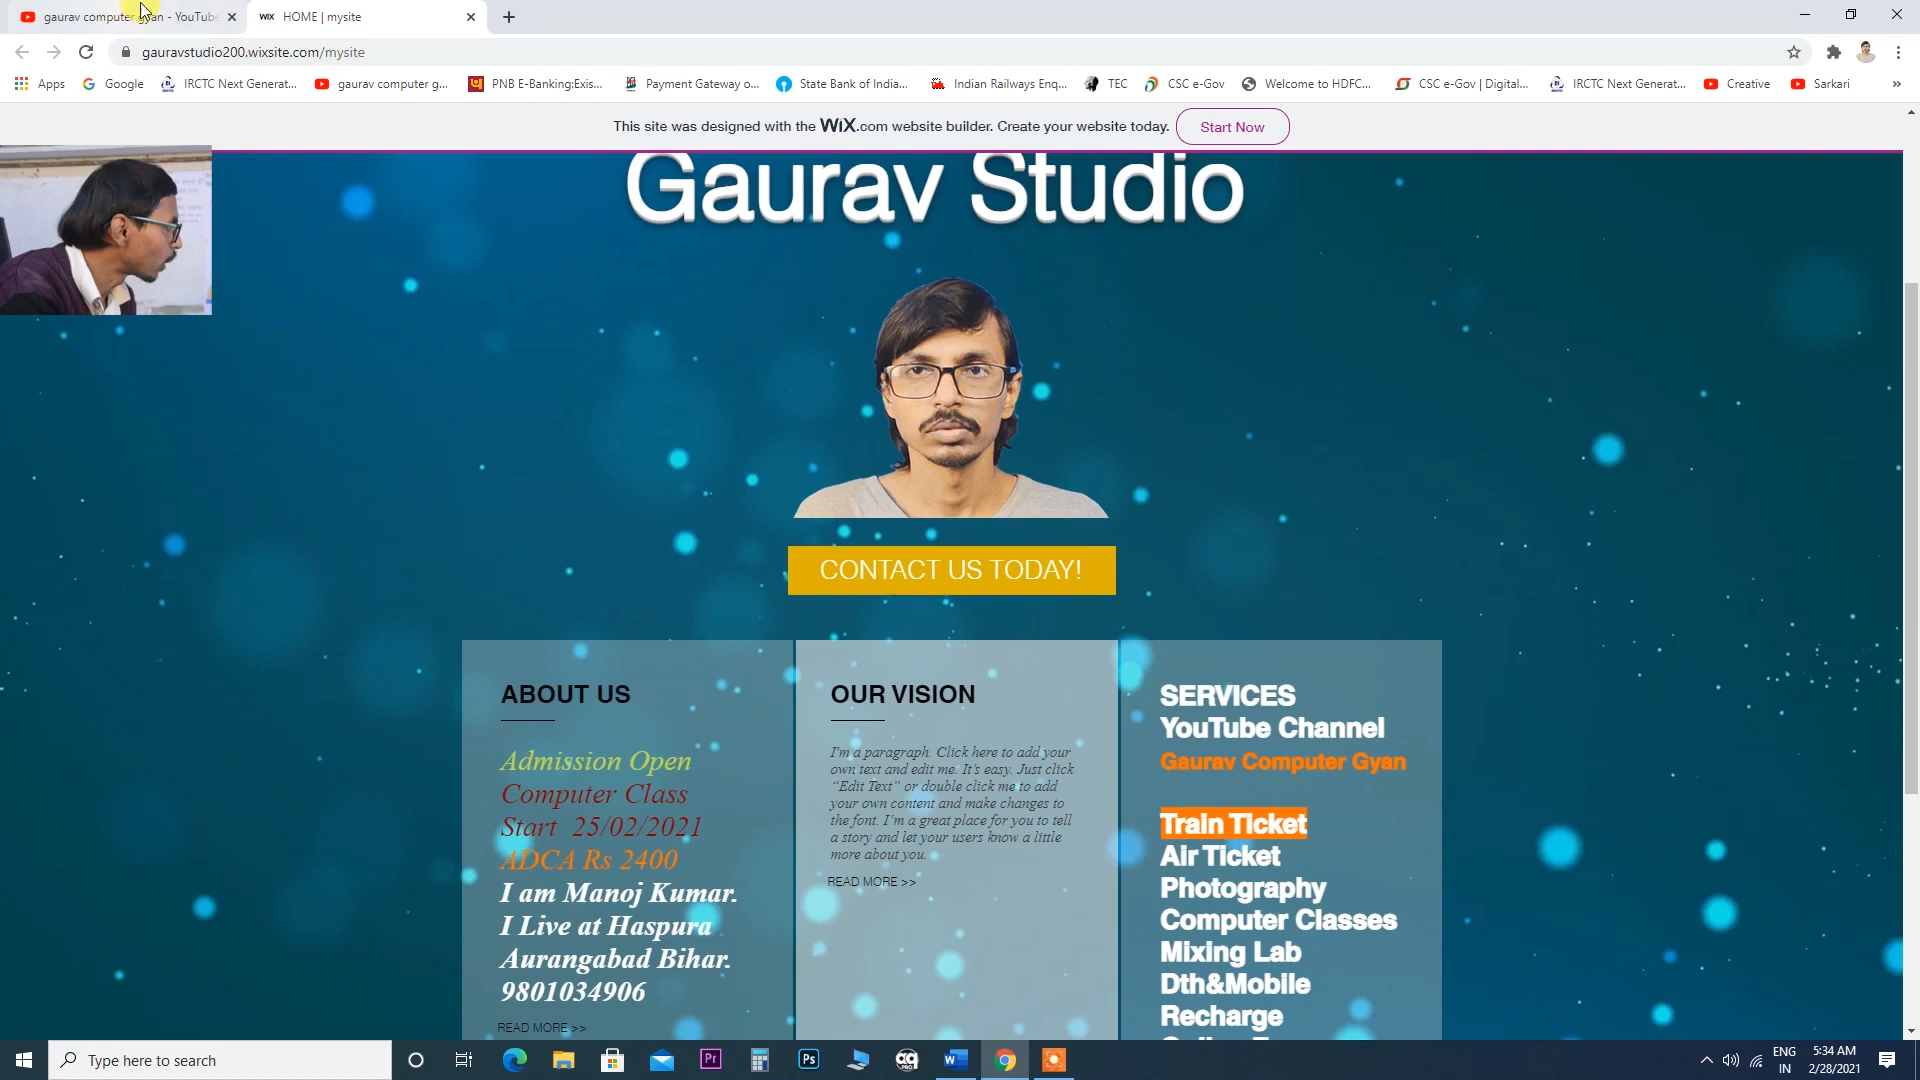 gaurav computer gyan - YouTube
WiX HOME | mysite
gauravstudio200.wixsite.com/mysite
Apps
Google
IRCTC Next Generat...
gaurav computer g...
PNB E-Banking:Exis...
Payment Gateway o...
State Bank of India...
Indian Railways Enq...
TEC
CSC e-Gov
Welcome to HDFC...
CSC e-Gov | Digital...
IRCTC Next Generat...
Creative
Sarkari
»
This site was designed with the WiX.com website builder. Create your website today.
Start Now
Gaurav Studio
CONTACT US TODAY!
ABOUT US
Admission Open
Computer Class
Start 25/02/2021
ADCA Rs 2400
I am Manoj Kumar.
I Live at Haspura
Aurangabad Bihar.
9801034906
READ MORE >>
OUR VISION
I'm a paragraph. Click here to add your
own text and edit me. It's easy. Just click
“Edit Text” or double click me to add
your own content and make changes to
the font. I'm a great place for you to tell
a story and let your users know a little
more about you.
READ MORE >>
SERVICES
YouTube Channel
Gaurav Computer Gyan
Train Ticket
Air Ticket
Photography
Computer Classes
Mixing Lab
Dth&Mobile
Recharge
Type here to search
Pr
Ps
W
ENG
IN
5:34 AM
2/28/2021